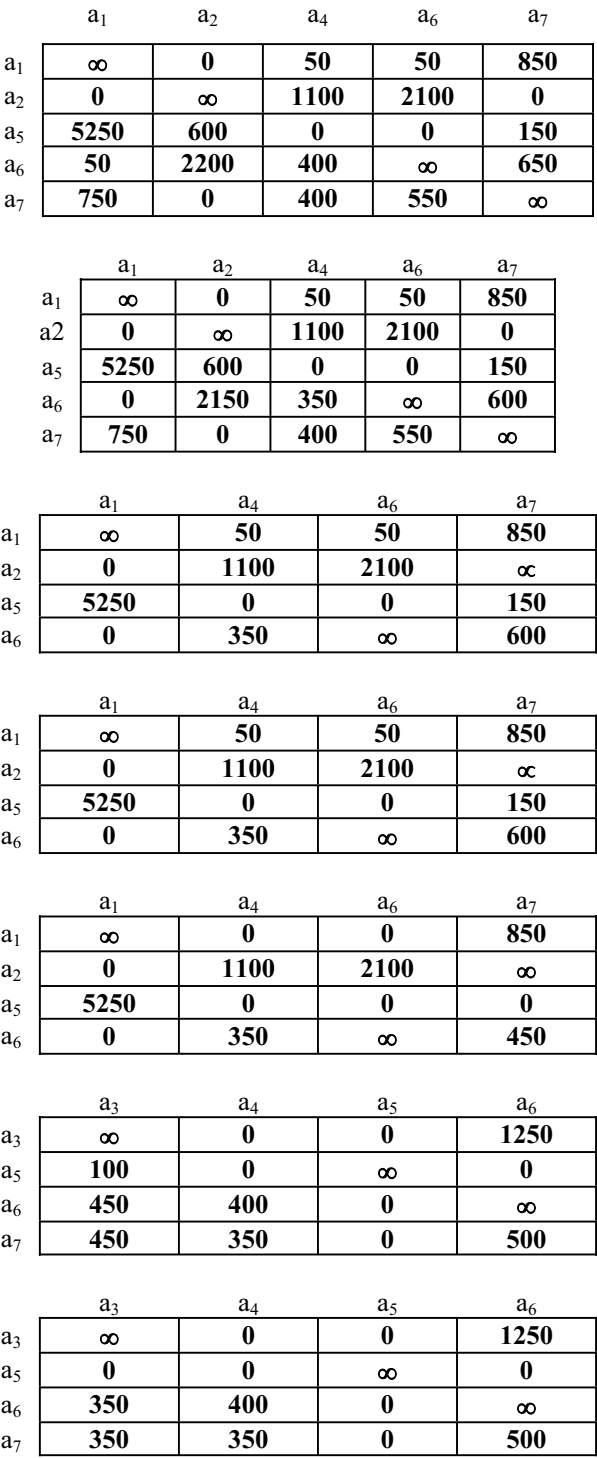 a₁ a₂ a₄ a₆ a₇
a₁ ∞ 0 50 50 850
a₂ 0 ∞ 1100 2100 0
a₅ 5250 600 0 0 150
a₆ 50 2200 400 ∞ 650
a₇ 750 0 400 550 ∞
a₁ a₂ a₄ a₆ a₇
a₁ ∞ 0 50 50 850
a2 0 ∞ 1100 2100 0
a₅ 5250 600 0 0 150
a₆ 0 2150 350 ∞ 600
a₇ 750 0 400 550 ∞
a₁ a₄ a₆ a₇
a₁ ∞ 50 50 850
a₂ 0 1100 2100 ∝
a₅ 5250 0 0 150
a₆ 0 350 ∞ 600
a₁ a₄ a₆ a₇
a₁ ∞ 50 50 850
a₂ 0 1100 2100 ∝
a₅ 5250 0 0 150
a₆ 0 350 ∞ 600
a₁ a₄ a₆ a₇
a₁ ∞ 0 0 850
a₂ 0 1100 2100 ∞
a₅ 5250 0 0 0
a₆ 0 350 ∞ 450
a₃ a₄ a₅ a₆
a₃ ∞ 0 0 1250
a₅ 100 0 ∞ 0
a₆ 450 400 0 ∞
a₇ 450 350 0 500
a₃ a₄ a₅ a₆
a₃ ∞ 0 0 1250
a₅ 0 0 ∞ 0
a₆ 350 400 0 ∞
a₇ 350 350 0 500